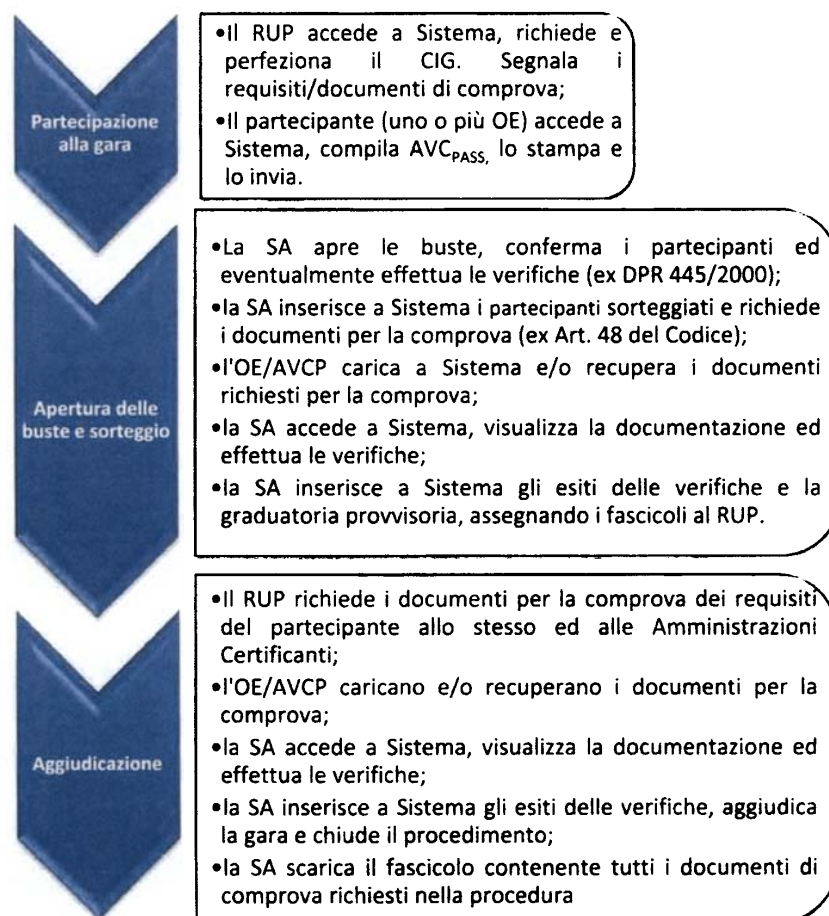 Partecipazione
alla gara
•Il RUP accede a Sistema, richiede e
perfeziona il CIG. Segnala i
requisiti/documenti di comprova;
•Il partecipante (uno o più OE) accede a
Sistema, compila AVCPASS, lo stampa e
lo invia.
Apertura delle
buste e sorteggio
•La SA apre le buste, conferma i partecipanti ed
eventualmente effettua le verifiche (ex DPR 445/2000);
•la SA inserisce a Sistema i partecipanti sorteggiati e richiede
i documenti per la comprova (ex Art. 48 del Codice);
•l'OE/AVCP carica a Sistema e/o recupera i documenti
richiesti per la comprova;
•la SA accede a Sistema, visualizza la documentazione ed
effettua le verifiche;
•la SA inserisce a Sistema gli esiti delle verifiche e la
graduatoria provvisoria, assegnando i fascicoli al RUP.
Aggiudicazione
•Il RUP richiede i documenti per la comprova dei requisiti
del partecipante allo stesso ed alle Amministrazioni
Certificanti;
•l'OE/AVCP caricano e/o recuperano i documenti per la
comprova;
•la SA accede a Sistema, visualizza la documentazione ed
effettua le verifiche;
•la SA inserisce a Sistema gli esiti delle verifiche, aggiudica
la gara e chiude il procedimento;
•la SA scarica il fascicolo contenente tutti i documenti di
comprova richiesti nella procedura